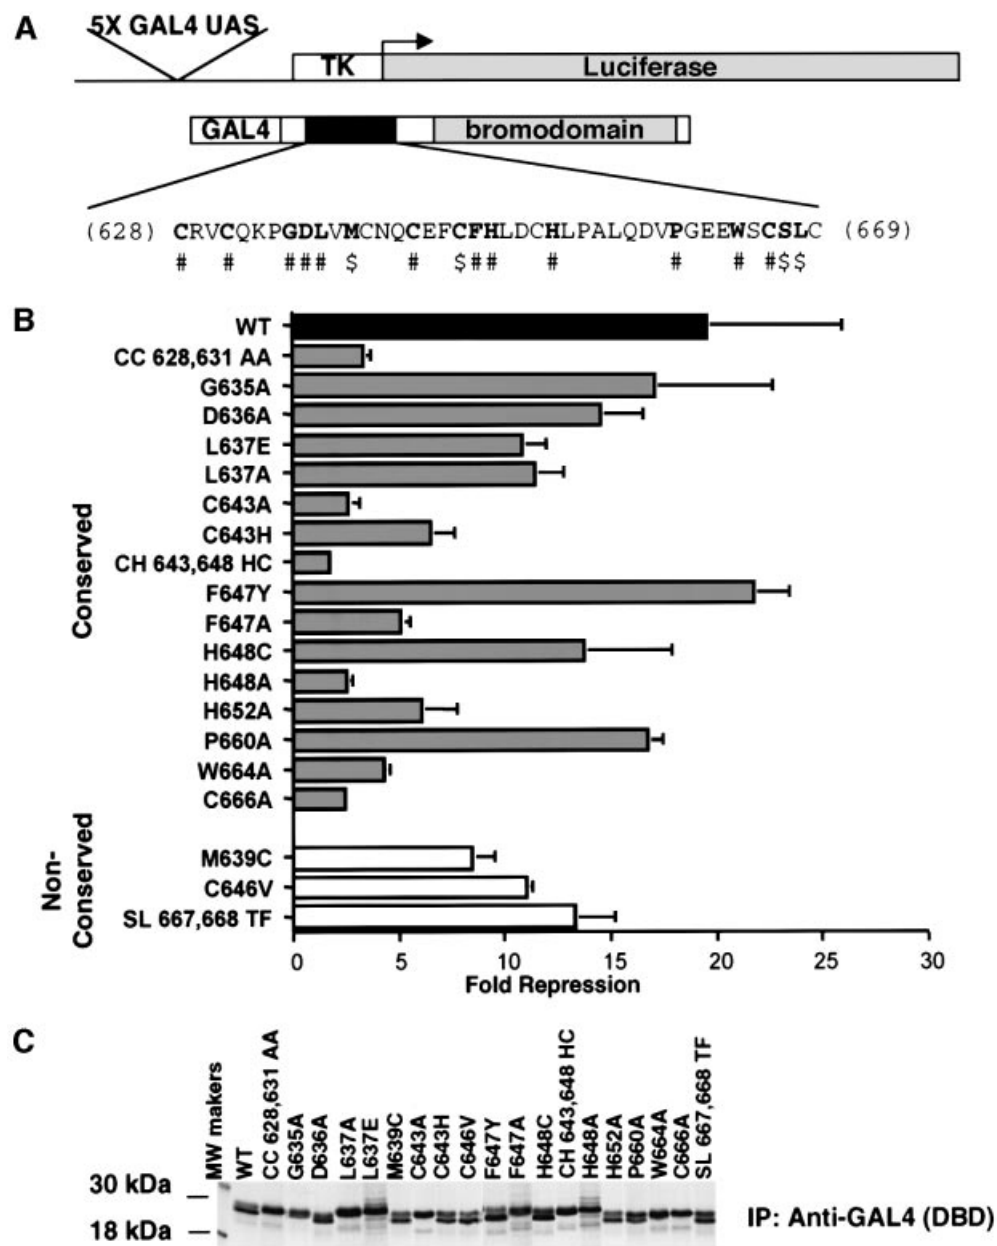 A
5X GAL4 UAS
TK
Luciferase
GAL4
bromodomain
(628) CRVCQKPGDLVMCNQCEFCFHLDCHLPALQDVPGEEWSCSLC (669)
# # ### $ # $## # # # #$$
B
WT
CC 628,631 AA
G635A
D636A
L637E
L637A
C643A
C643H
CH 643,648 HC
F647Y
F647A
H648C
H648A
H652A
P660A
W664A
C666A
M639C
C646V
SL 667,668 TF
Conserved
Non-
Conserved
0 5 10 15 20 25 30
Fold Repression
C
MW makers
WT
CC 628,631 AA
G635A
D636A
L637A
L637E
M639C
C643A
C643H
C646V
F647Y
F647A
H648C
CH 643,648 HC
H648A
H652A
P660A
W664A
C666A
SL 667,668 TF
30 kDa
18 kDa
IP: Anti-GAL4 (DBD)